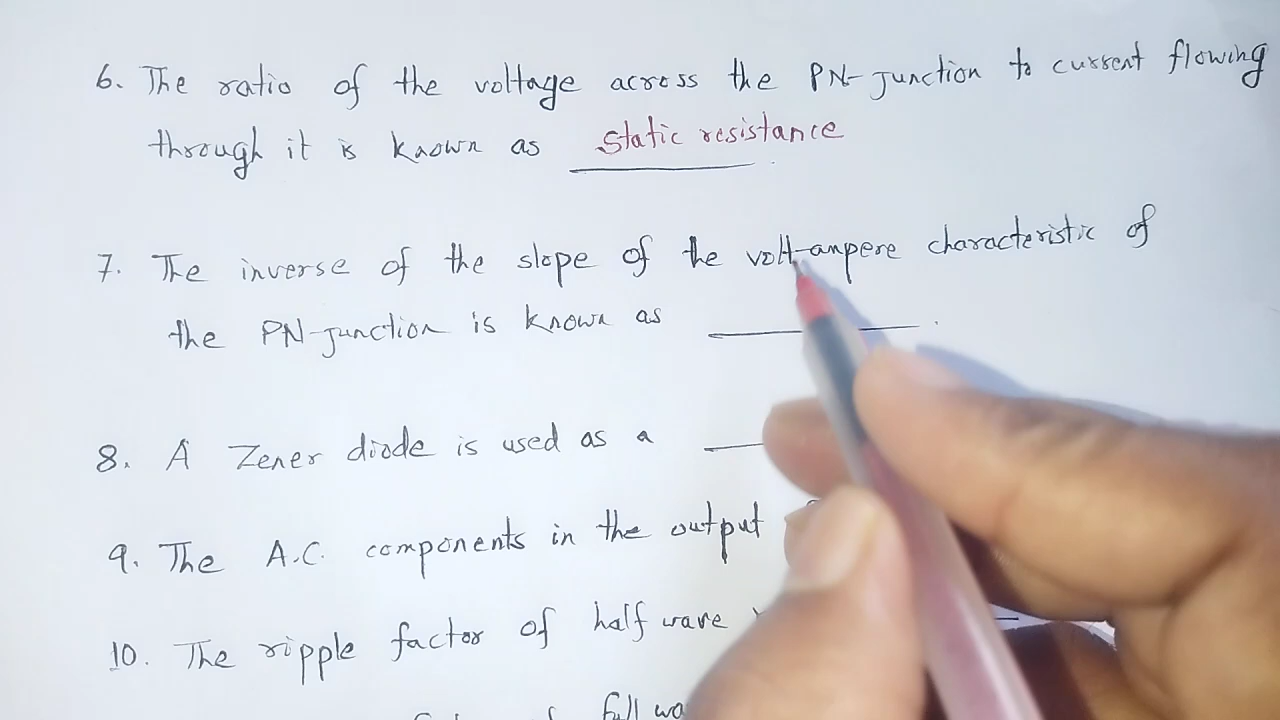 6. The ratio of the voltage across the PN-junction to current flowing
through it is known as static resistance.
7. The inverse of the slope of the volt-ampere characteristic of
the PN-junction is known as ________.
8. A Zener diode is used as a ____
9. The A.C. components in the output
10. The ripple factor of half wave
full